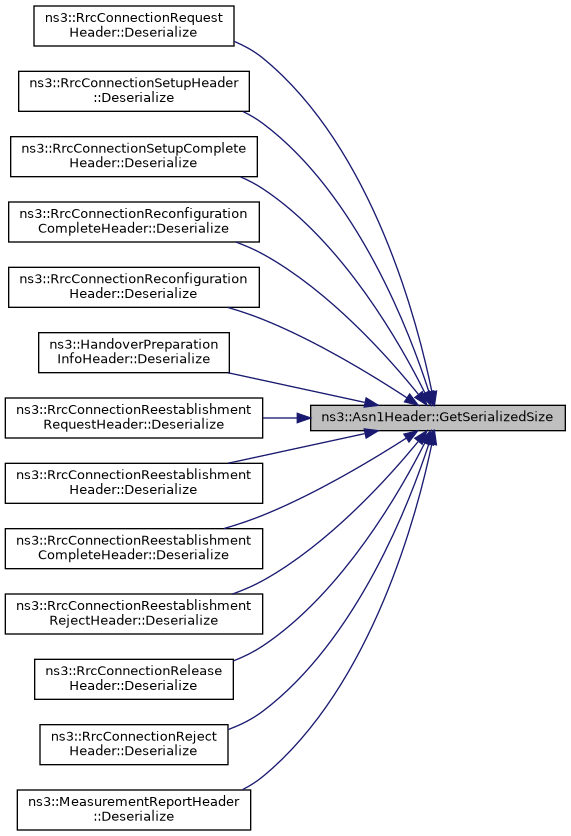 ns3::RrcConnectionRequest
Header::Deserialize
ns3::RrcConnectionSetupHeader
::Deserialize
ns3::RrcConnectionSetupComplete
Header::Deserialize
ns3::RrcConnectionReconfiguration
CompleteHeader::Deserialize
ns3::RrcConnectionReconfiguration
Header::Deserialize
ns3::HandoverPreparation
InfoHeader::Deserialize
ns3::RrcConnectionReestablishment
RequestHeader::Deserialize
ns3::Asn1Header::GetSerializedSize
ns3::RrcConnectionReestablishment
Header::Deserialize
ns3::RrcConnectionReestablishment
CompleteHeader::Deserialize
ns3::RrcConnectionReestablishment
RejectHeader::Deserialize
ns3::RrcConnectionRelease
Header::Deserialize
ns3::RrcConnectionReject
Header::Deserialize
ns3::MeasurementReportHeader
::Deserialize